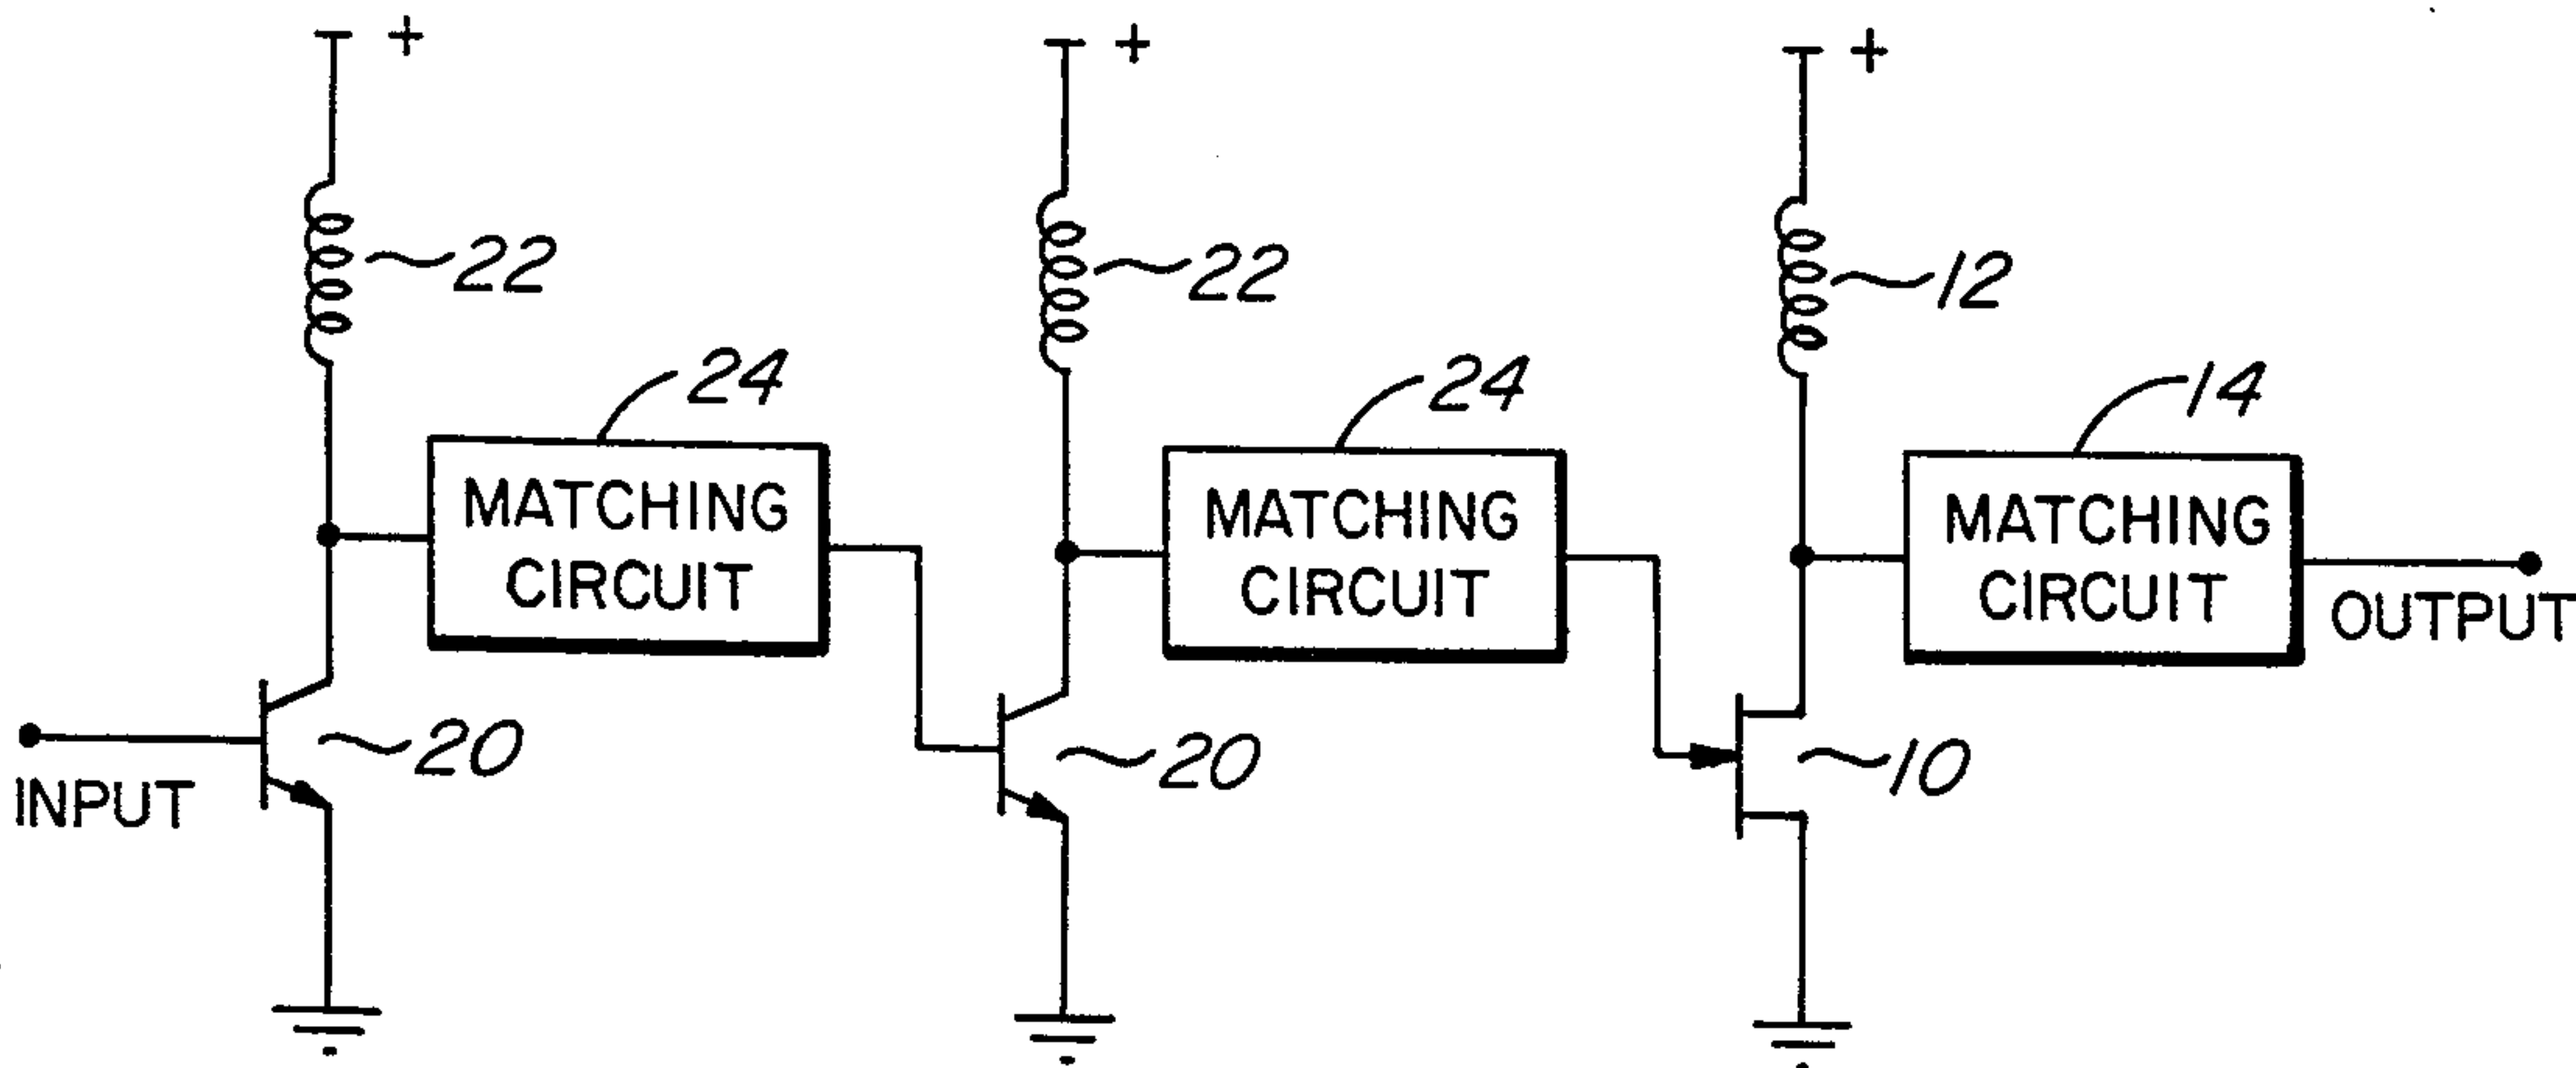 +
+
+
22
22
12
24
24
14
MATCHING
CIRCUIT
MATCHING
CIRCUIT
MATCHING
CIRCUIT
OUTPUT
INPUT
20
20
10